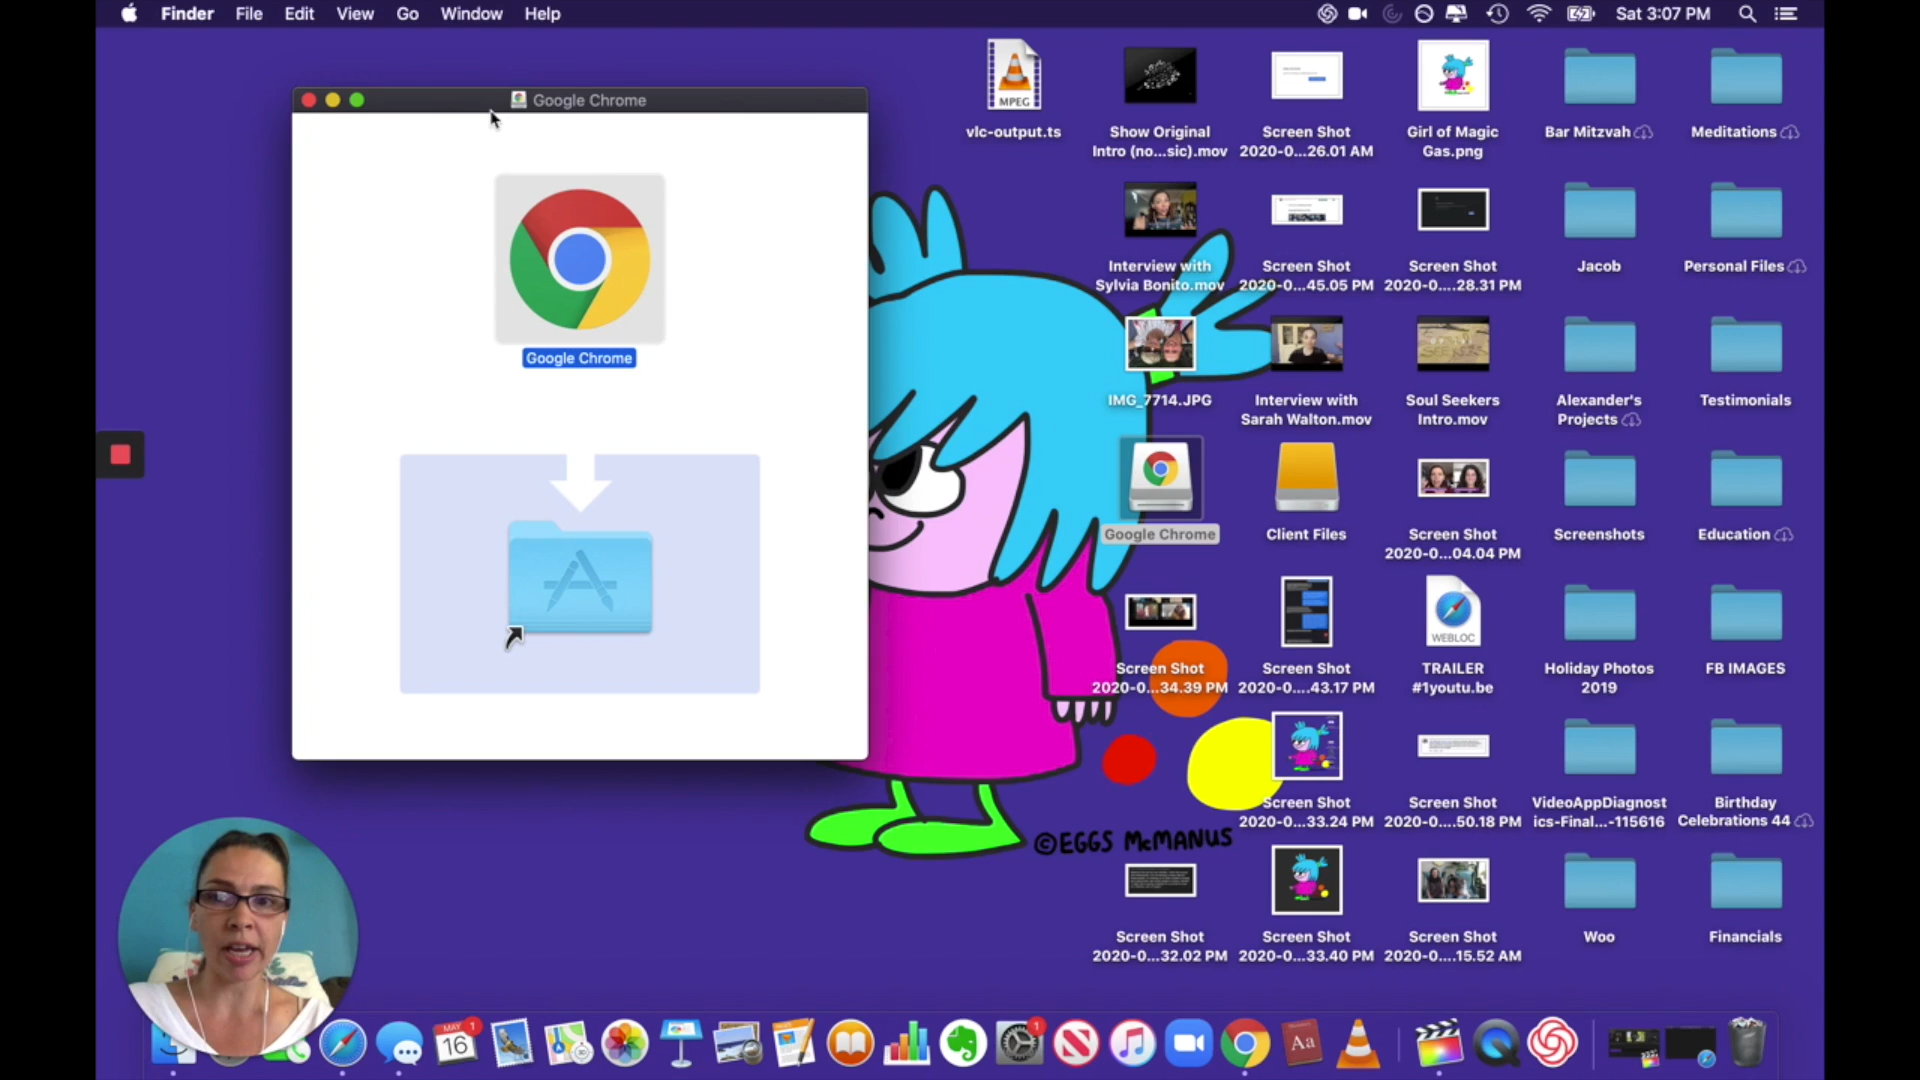 Finder File Edit View Go Window Help
Sat 3:07 PM
Google Chrome
Google Chrome
MPEG
vlc-output.ts
Show Original
Intro (no...sic).mov
Screen Shot
2020-0...26.01 AM
Girl of Magic
Gas.png
Bar Mitzvah
Meditations
Interview with
Sylvia Bonito.mov
Screen Shot
2020-0...45.05 PM
Screen Shot
2020-0....28.31 PM
Jacob
Personal Files
IMG_7714.JPG
Interview with
Sarah Walton.mov
Soul Seekers
Intro.mov
Alexander's
Projects
Testimonials
Google Chrome
Client Files
Screen Shot
2020-0...04.04 PM
Screenshots
Education
Screen Shot
2020-0...34.39 PM
Screen Shot
2020-0....43.17 PM
WEBLOC
TRAILER
#1youtu.be
Holiday Photos
2019
FB IMAGES
Screen Shot
2020-0...33.24 PM
Screen Shot
2020-0....50.18 PM
VideoAppDiagnost
ics-Final...-115616
Birthday
Celebrations 44
©EGGS McMANUS
Screen Shot
2020-0...32.02 PM
Screen Shot
2020-0...33.40 PM
Screen Shot
2020-0....15.52 AM
Woo
Financials
MAY
16
1
1
Aa